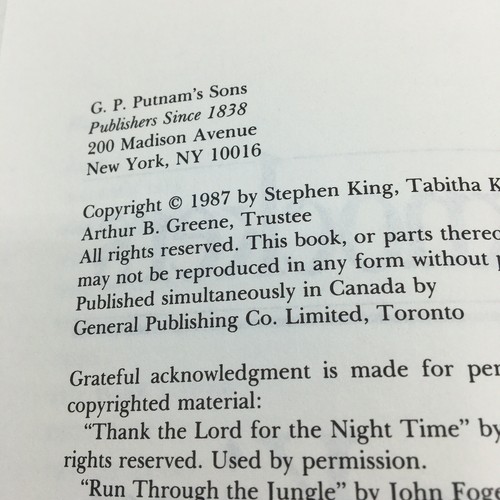 G. P. Putnam's Sons
Publishers Since 1838
200 Madison Avenue
New York, NY 10016
Copyright © 1987 by Stephen King, Tabitha K
Arthur B. Greene, Trustee
All rights reserved. This book, or parts thereo
may not be reproduced in any form without p
Published simultaneously in Canada by
General Publishing Co. Limited, Toronto
Grateful acknowledgment is made for per
copyrighted material:
"Thank the Lord for the Night Time" by
rights reserved. Used by permission.
"Run Through the Jungle" by John Foge